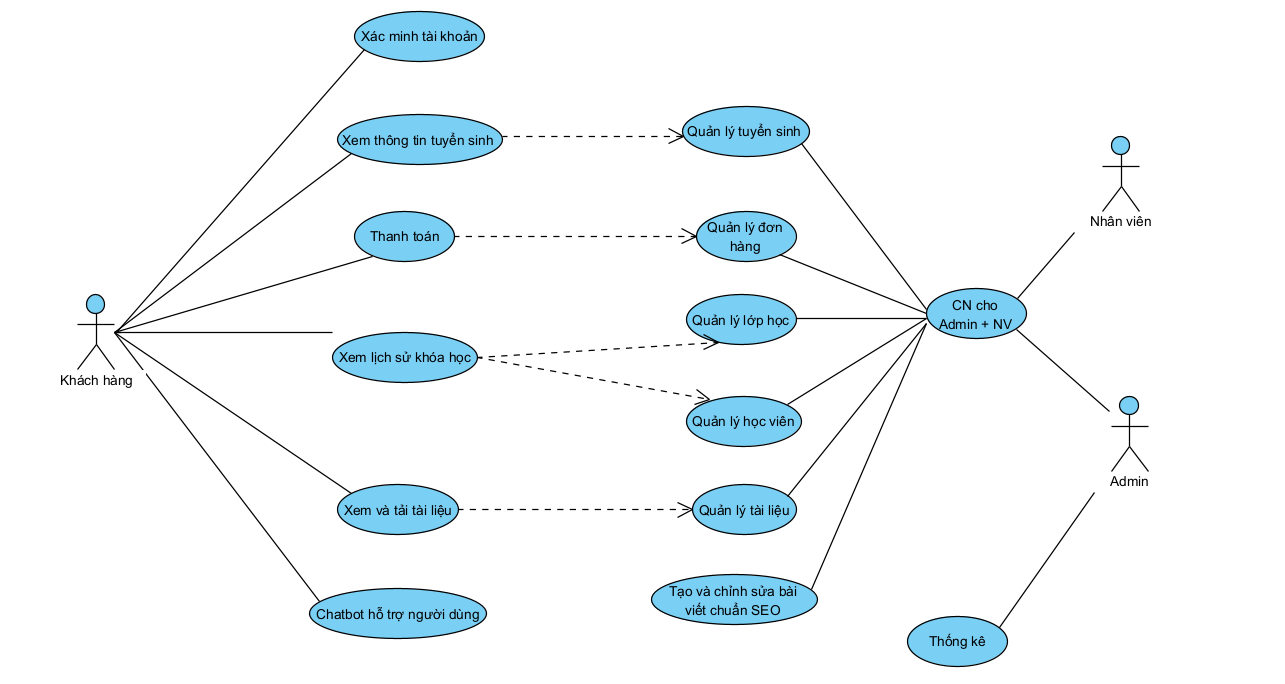 Xác minh tài khoản
Xem thông tin tuyển sinh
Quản lý tuyển sinh
Nhân viên
Thanh toán
Quản lý đơn
hàng
CN cho
Admin + NV
Quản lý lớp học
Xem lịch sử khóa học
Khách hàng
Quản lý học viên
Admin
Xem và tải tài liệu
Quản lý tài liệu
Tạo và chỉnh sửa bài
viết chuẩn SEO
Chatbot hỗ trợ người dùng
Thống kê